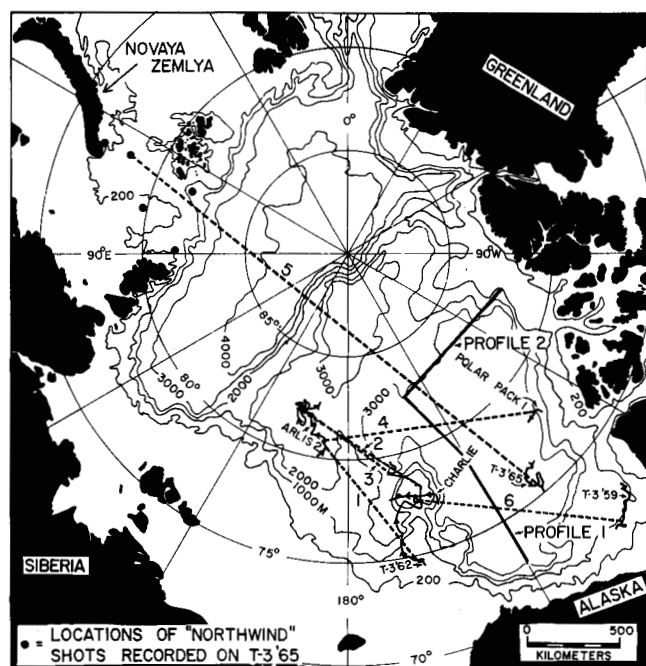 NOVAYA
ZEMLYA
GREENLAND
0°
200
90°E
90°W
5
85°
4000
80°
3000
2000
3000
PROFILE 2
POLAR PACK I
200
3000
4
ARLIS 2
2
3
CHARLIE
T-3'65
2000
1000 M
1
6
T-3'59
PROFILE 1
75°
T-3'62
200
SIBERIA
ALASKA
180°
70°
● = LOCATIONS OF "NORTHWIND"
SHOTS RECORDED ON T-3'65
0 500
KILOMETERS